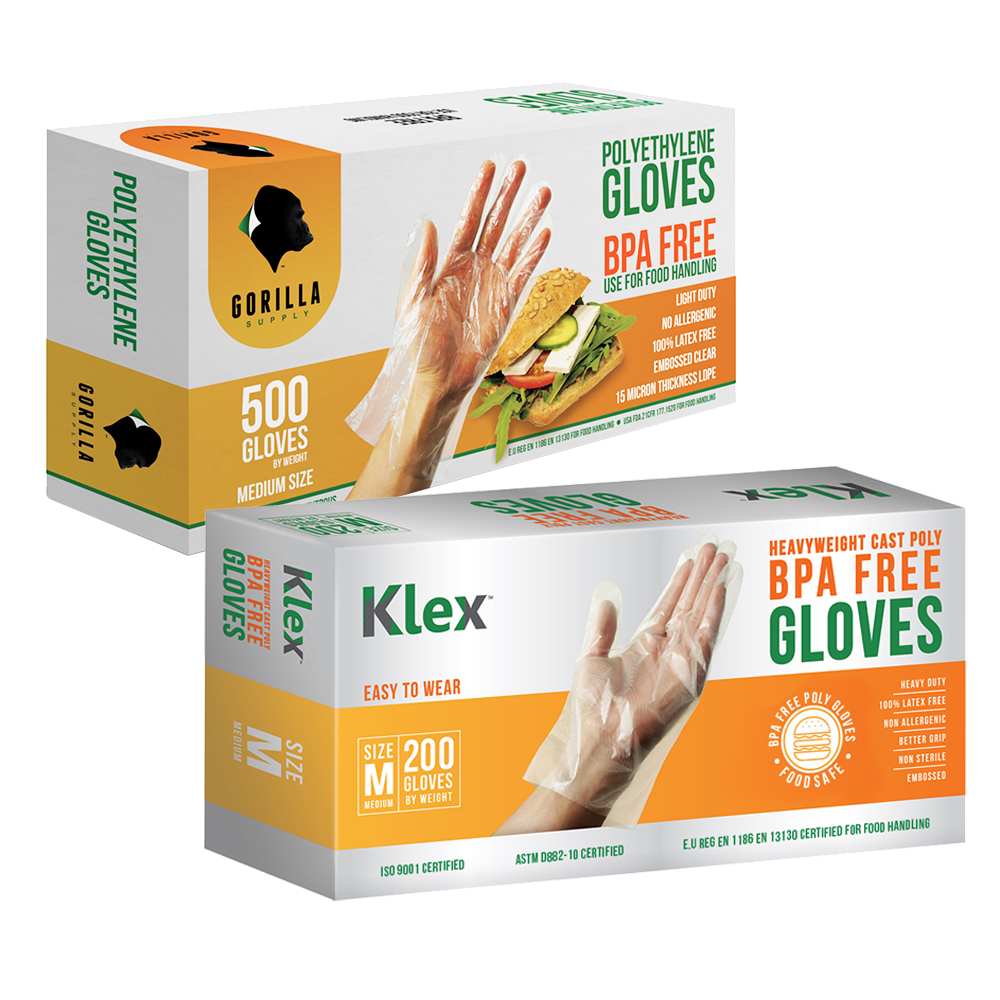 GORILLA
POLYETHYLENE
GLOVES
POLYETHYLENE
GLOVES
GORILLA
SUPPLY
BPA FREE
USE FOR FOOD HANDLING
LIGHT DUTY
NO ALLERGENIC
100% LATEX FREE
EMBOSSED CLEAR
15 MICRON THICKNESS LDPE
500
GLOVES
BY WEIGHT
MEDIUM SIZE
E.U REG EN 1186 EN 13130 FOR FOOD HANDLING • USA FDA 21CFR 177.1520 FOR FOOD HANDLING
GORILLA
SUPPLY
Klex
GLOVES
BPA FREE
Klex™
HEAVYWEIGHT CAST POLY
BPA FREE
GLOVES
SIZE
M
MEDIUM
Klex™
HEAVYWEIGHT CAST POLY
BPA FREE
GLOVES
EASY TO WEAR
SIZE
M
MEDIUM
200
GLOVES
BY WEIGHT
BPA FREE POLY GLOVES
• FOOD SAFE •
HEAVY DUTY
100% LATEX FREE
NON ALLERGENIC
BETTER GRIP
NON STERILE
EMBOSSED
ISO 9001 CERTIFIED
ASTM D882-10 CERTIFIED
E.U REG EN 1186 EN 13130 CERTIFIED FOR FOOD HANDLING